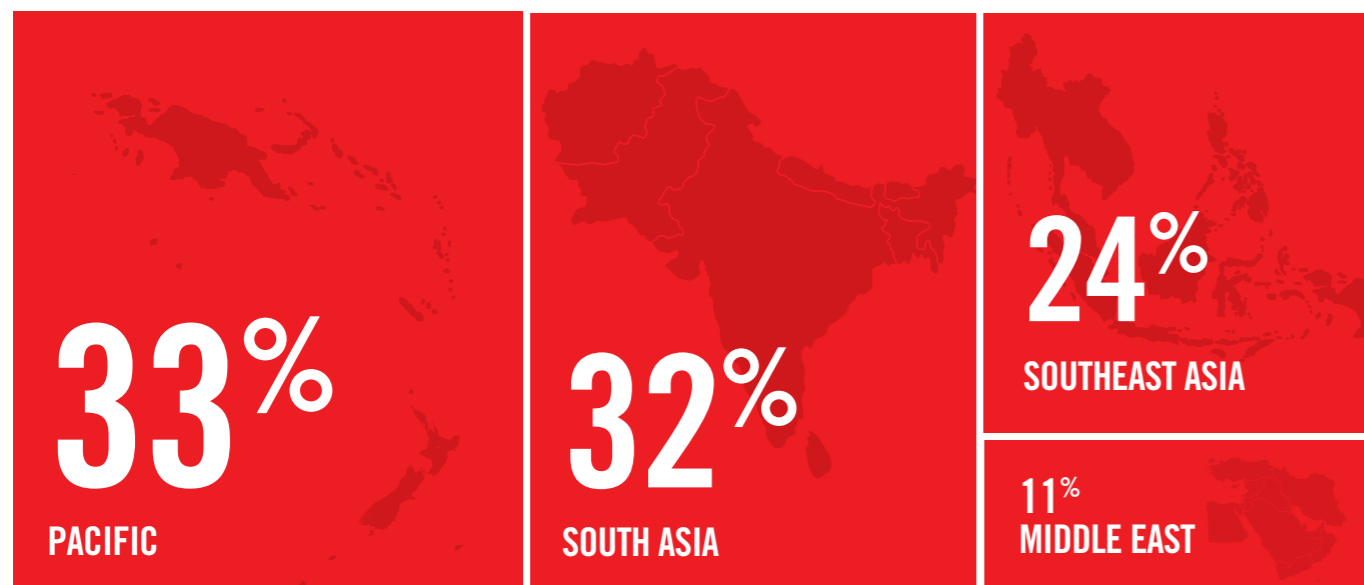 33%
PACIFIC
32%
SOUTH ASIA
24%
SOUTHEAST ASIA
11%
MIDDLE EAST